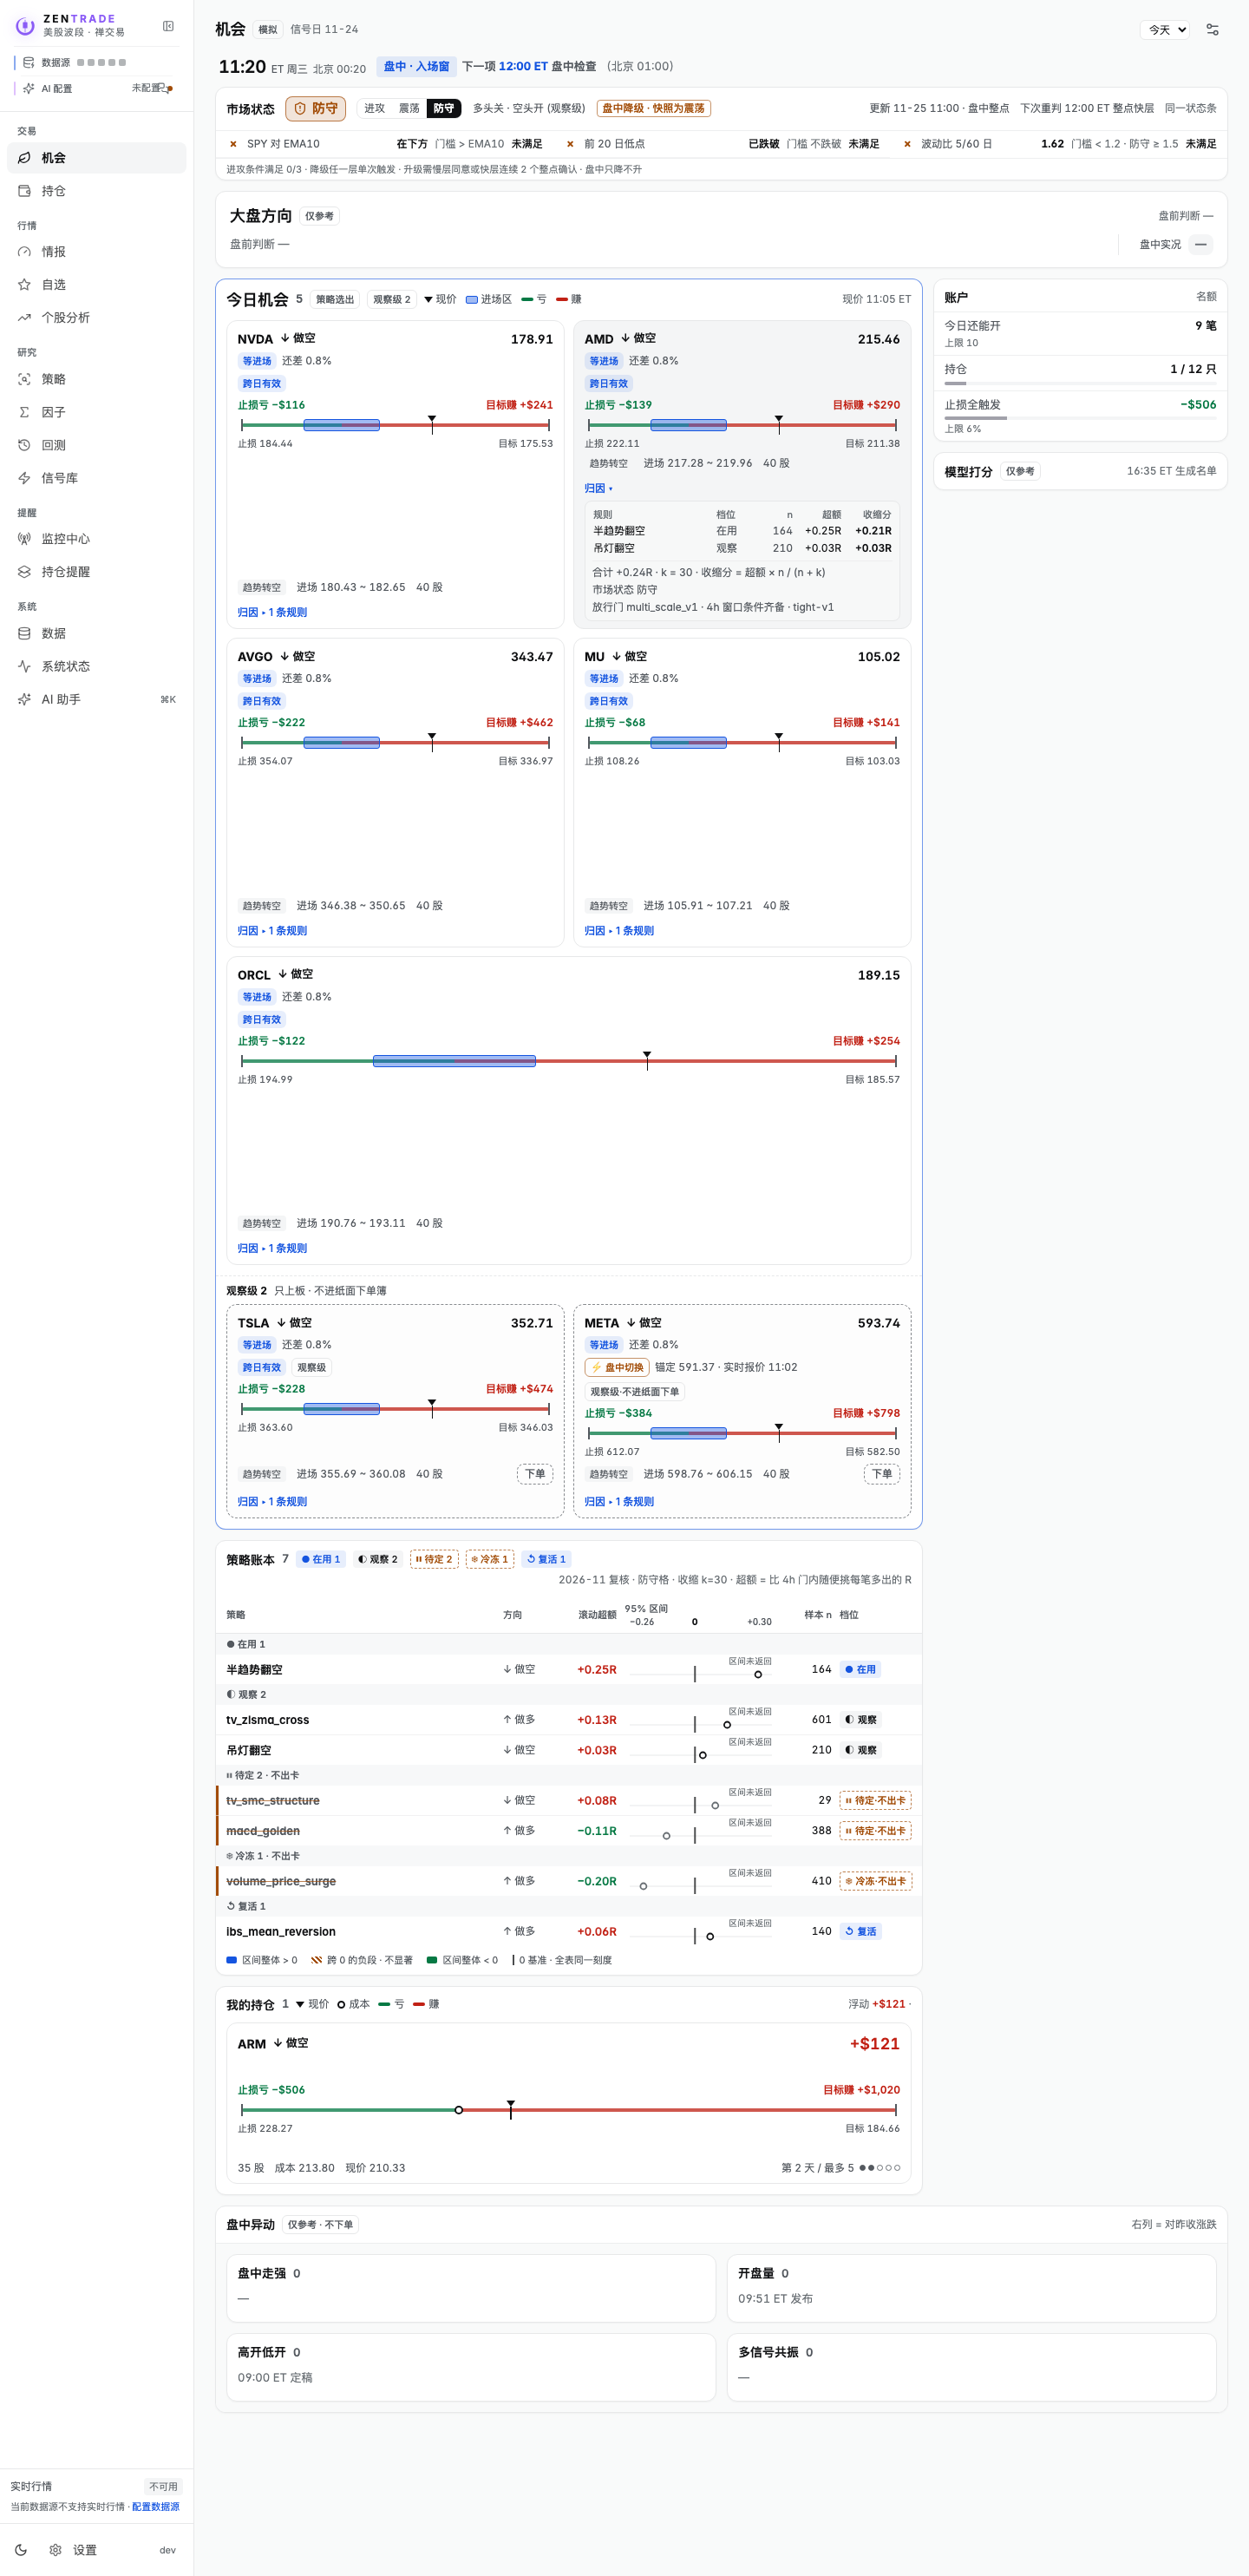 ZENTRADE
美股波段 · 禅交易
数据源
AI 配置 未配置
交易
机会
持仓
行情
情报
自选
个股分析
研究
策略
因子
回测
信号库
提醒
监控中心
持仓提醒
系统
数据
系统状态
AI 助手 ⌘K
实时行情 不可用
当前数据源不支持实时行情 · 配置数据源
设置 dev
机会 模拟 信号日 11-24 今天
11:20 ET 周三 北京 00:20 盘中 · 入场窗 下一项 12:00 ET 盘中检查 (北京 01:00)
市场状态 防守 进攻 震荡 防守 多头关 · 空头开 (观察级) 盘中降级 · 快照为震荡 更新 11-25 11:00 · 盘中整点 下次重判 12:00 ET 整点快层 同一状态条
× SPY 对 EMA10 在下方 门槛 > EMA10 未满足 × 前 20 日低点 已跌破 门槛 不跌破 未满足 × 波动比 5/60 日 1.62 门槛 < 1.2 · 防守 ≥ 1.5 未满足
进攻条件满足 0/3 · 降级任一层单次触发 · 升级需慢层同意或快层连续 2 个整点确认 · 盘中只降不升
大盘方向 仅参考 盘前判断 —
盘前判断 — 盘中实况 —
今日机会 5 策略选出 观察级 2 ▼ 现价 进场区 亏 赚 现价 11:05 ET
NVDA ↓ 做空 178.91
等进场 还差 0.8%
跨日有效
止损亏 −$116 目标赚 +$241
止损 184.44 目标 175.53
趋势转空 进场 180.43 ~ 182.65 40 股
归因 ▸ 1 条规则
AMD ↓ 做空 215.46
等进场 还差 0.8%
跨日有效
止损亏 −$139 目标赚 +$290
止损 222.11 目标 211.38
趋势转空 进场 217.28 ~ 219.96 40 股
归因 ▾
规则 档位 n 超额 收缩分
半趋势翻空 在用 164 +0.25R +0.21R
吊灯翻空 观察 210 +0.03R +0.03R
合计 +0.24R · k = 30 · 收缩分 = 超额 × n / (n + k)
市场状态 防守
放行门 multi_scale_v1 · 4h 窗口条件齐备 · tight-v1
AVGO ↓ 做空 343.47
等进场 还差 0.8%
跨日有效
止损亏 −$222 目标赚 +$462
止损 354.07 目标 336.97
趋势转空 进场 346.38 ~ 350.65 40 股
归因 ▸ 1 条规则
MU ↓ 做空 105.02
等进场 还差 0.8%
跨日有效
止损亏 −$68 目标赚 +$141
止损 108.26 目标 103.03
趋势转空 进场 105.91 ~ 107.21 40 股
归因 ▸ 1 条规则
ORCL ↓ 做空 189.15
等进场 还差 0.8%
跨日有效
止损亏 −$122 目标赚 +$254
止损 194.99 目标 185.57
趋势转空 进场 190.76 ~ 193.11 40 股
归因 ▸ 1 条规则
观察级 2 只上板 · 不进纸面下单簿
TSLA ↓ 做空 352.71
等进场 还差 0.8%
跨日有效 观察级
止损亏 −$228 目标赚 +$474
止损 363.60 目标 346.03
趋势转空 进场 355.69 ~ 360.08 40 股 下单
归因 ▸ 1 条规则
META ↓ 做空 593.74
等进场 还差 0.8%
⚡ 盘中切换 锚定 591.37 · 实时报价 11:02
观察级·不进纸面下单
止损亏 −$384 目标赚 +$798
止损 612.07 目标 582.50
趋势转空 进场 598.76 ~ 606.15 40 股 下单
归因 ▸ 1 条规则
账户 名额
今日还能开 9 笔
上限 10
持仓 1 / 12 只
止损全触发 −$506
上限 6%
模型打分 仅参考 16:35 ET 生成名单
策略账本 7 在用 1 观察 2 待定 2 冷冻 1 复活 1
2026-11 复核 · 防守格 · 收缩 k=30 · 超额 = 比 4h 门内随便挑每笔多出的 R
策略 方向 滚动超额 95% 区间 −0.26 0 +0.30 样本 n 档位
在用 1
半趋势翻空 ↓ 做空 +0.25R 区间未返回 164 在用
观察 2
tv_zlsma_cross ↑ 做多 +0.13R 区间未返回 601 观察
吊灯翻空 ↓ 做空 +0.03R 区间未返回 210 观察
待定 2 · 不出卡
tv_smc_structure ↓ 做空 +0.08R 区间未返回 29 待定·不出卡
macd_golden ↑ 做多 −0.11R 区间未返回 388 待定·不出卡
冷冻 1 · 不出卡
volume_price_surge ↑ 做多 −0.20R 区间未返回 410 冷冻·不出卡
复活 1
ibs_mean_reversion ↑ 做多 +0.06R 区间未返回 140 复活
区间整体 > 0 跨 0 的负段 · 不显著 区间整体 < 0 0 基准 · 全表同一刻度
我的持仓 1 ▼ 现价 成本 亏 赚 浮动 +$121 ·
ARM ↓ 做空 +$121
止损亏 −$506 目标赚 +$1,020
止损 228.27 目标 184.66
35 股 成本 213.80 现价 210.33 第 2 天 / 最多 5 ●●○○○
盘中异动 仅参考 · 不下单 右列 = 对昨收涨跌
盘中走强 0
—
开盘量 0
09:51 ET 发布
高开低开 0
09:00 ET 定稿
多信号共振 0
—